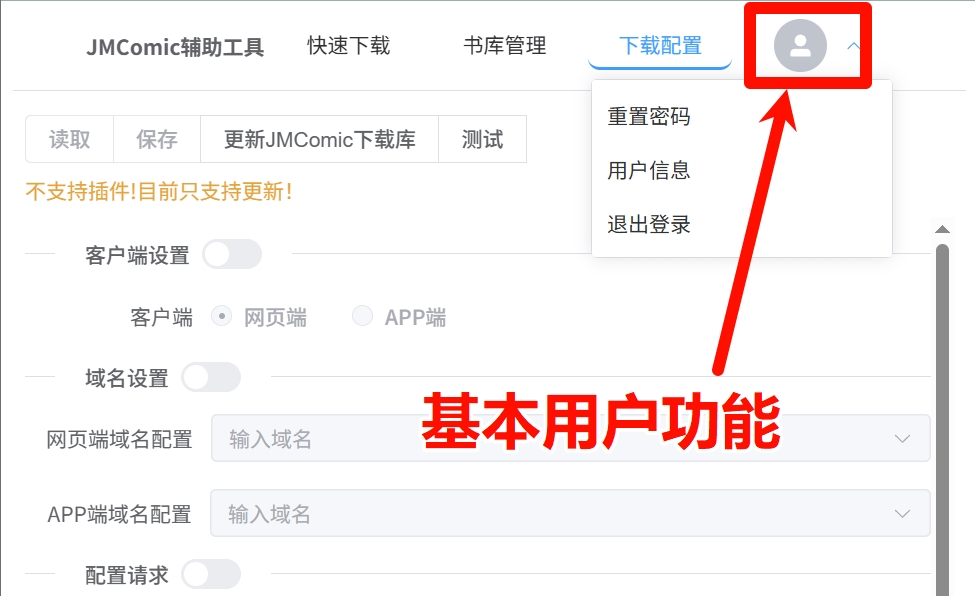 JMComic辅助工具 快速下载 书库管理 下载配置
重置密码
用户信息
退出登录
读取 保存 更新JMComic下载库 测试
不支持插件!目前只支持更新!
客户端设置
客户端 网页端 APP端
域名设置
基本用户功能
网页端域名配置 输入域名
APP端域名配置 输入域名
配置请求